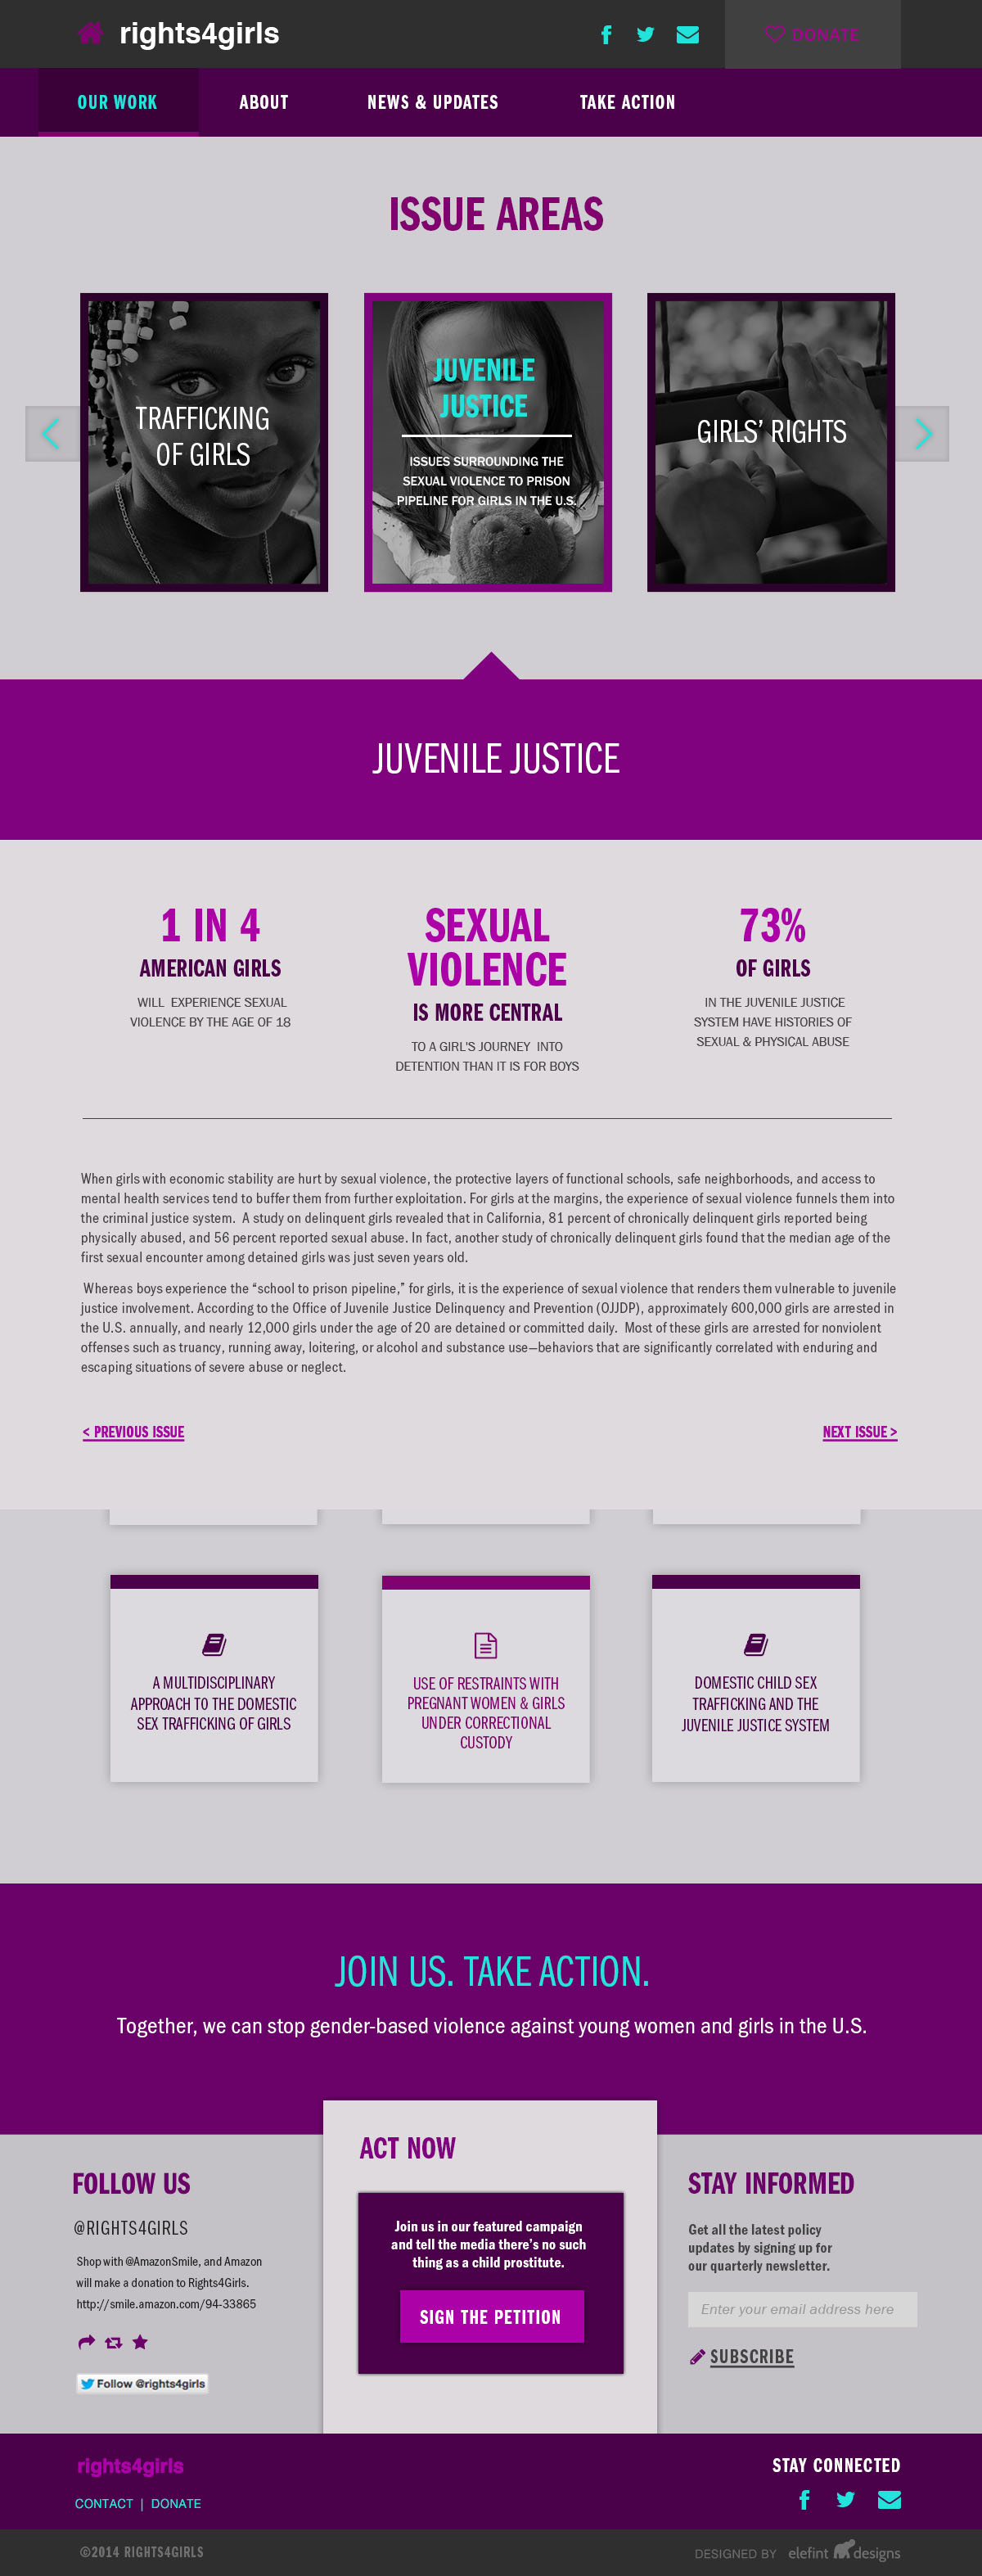 rights4girls
DONATE
OUR WORK ABOUT NEWS & UPDATES TAKE ACTION
ISSUE AREAS
TRAFFICKING
OF GIRLS
JUVENILE
JUSTICE
ISSUES SURROUNDING THE
SEXUAL VIOLENCE TO PRISON
PIPELINE FOR GIRLS IN THE U.S.
GIRLS’ RIGHTS
JUVENILE JUSTICE
1 IN 4
AMERICAN GIRLS
WILL EXPERIENCE SEXUAL
VIOLENCE BY THE AGE OF 18
SEXUAL
VIOLENCE
IS MORE CENTRAL
TO A GIRL'S JOURNEY INTO
DETENTION THAN IT IS FOR BOYS
73%
OF GIRLS
IN THE JUVENILE JUSTICE
SYSTEM HAVE HISTORIES OF
SEXUAL & PHYSICAL ABUSE
When girls with economic stability are hurt by sexual violence, the protective layers of functional schools, safe neighborhoods, and access to
mental health services tend to buffer them from further exploitation. For girls at the margins, the experience of sexual violence funnels them into
the criminal justice system. A study on delinquent girls revealed that in California, 81 percent of chronically delinquent girls reported being
physically abused, and 56 percent reported sexual abuse. In fact, another study of chronically delinquent girls found that the median age of the
first sexual encounter among detained girls was just seven years old.
Whereas boys experience the “school to prison pipeline,” for girls, it is the experience of sexual violence that renders them vulnerable to juvenile
justice involvement. According to the Office of Juvenile Justice Delinquency and Prevention (OJJDP), approximately 600,000 girls are arrested in
the U.S. annually, and nearly 12,000 girls under the age of 20 are detained or committed daily. Most of these girls are arrested for nonviolent
offenses such as truancy, running away, loitering, or alcohol and substance use—behaviors that are significantly correlated with enduring and
escaping situations of severe abuse or neglect.
< PREVIOUS ISSUE
NEXT ISSUE >
A MULTIDISCIPLINARY
APPROACH TO THE DOMESTIC
SEX TRAFFICKING OF GIRLS
USE OF RESTRAINTS WITH
PREGNANT WOMEN & GIRLS
UNDER CORRECTIONAL
CUSTODY
DOMESTIC CHILD SEX
TRAFFICKING AND THE
JUVENILE JUSTICE SYSTEM
JOIN US. TAKE ACTION.
Together, we can stop gender-based violence against young women and girls in the U.S.
FOLLOW US
@RIGHTS4GIRLS
Shop with @AmazonSmile, and Amazon
will make a donation to Rights4Girls.
http://smile.amazon.com/94-33865
Follow @rights4girls
ACT NOW
Join us in our featured campaign
and tell the media there's no such
thing as a child prostitute.
SIGN THE PETITION
STAY INFORMED
Get all the latest policy
updates by signing up for
our quarterly newsletter.
Enter your email address here
SUBSCRIBE
rights4girls
CONTACT | DONATE
STAY CONNECTED
©2014 RIGHTS4GIRLS
DESIGNED BY elefint designs